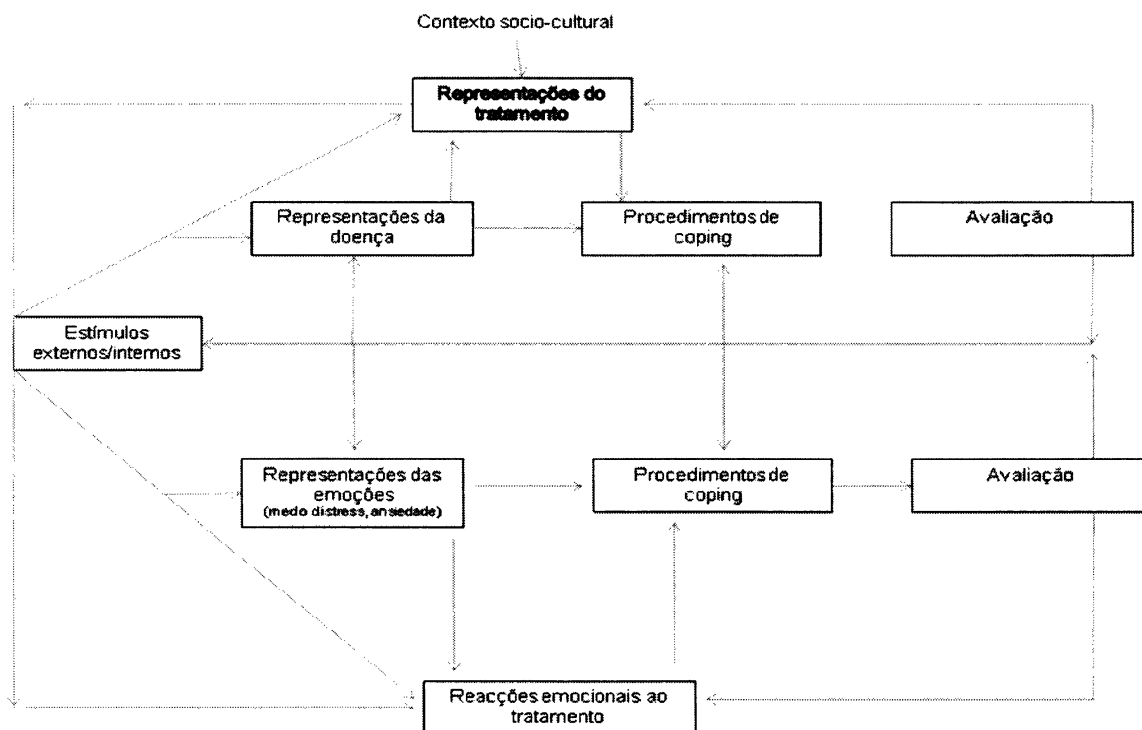 Contexto socio-cultural
Representações do
tratamento
Representações da
doença
Procedimentos de
coping
Avaliação
Estímulos
externos/internos
Representações das
emoções
(medo distress, ansiedade)
Procedimentos de
coping
Avaliação
Reacções emocionais ao
tratamento